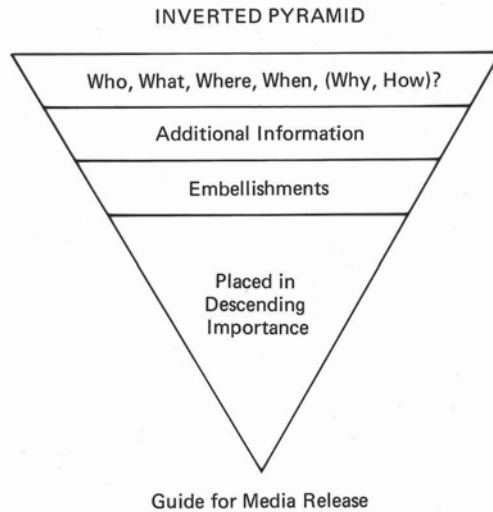 INVERTED PYRAMID
Who, What, Where, When, (Why, How)?
Additional Information
Embellishments
Placed in
Descending
Importance
Guide for Media Release